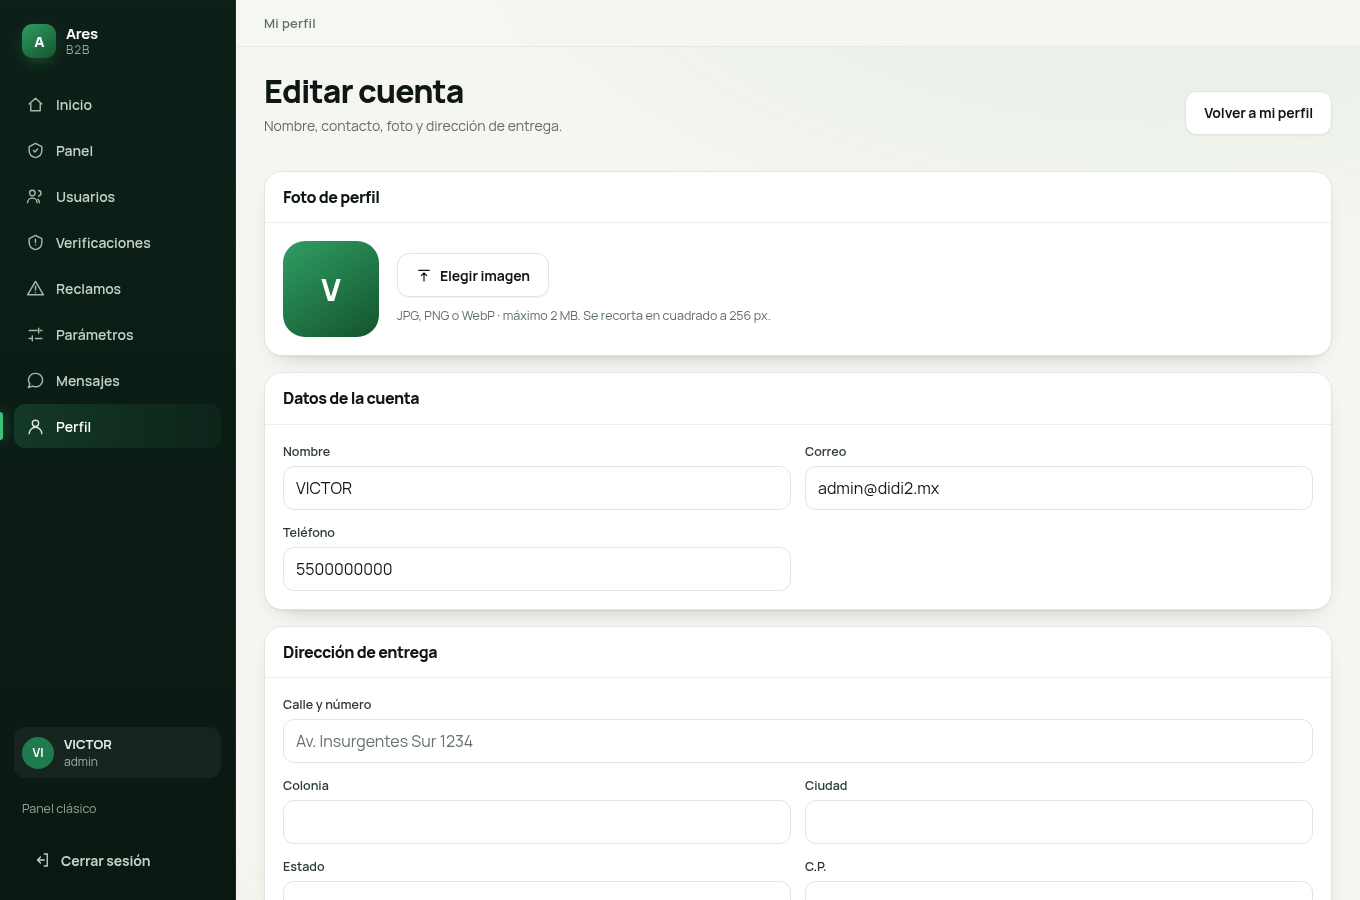 A
Ares
B2B
Inicio
Panel
Usuarios
Verificaciones
Reclamos
Parámetros
Mensajes
Perfil
VI
VICTOR
admin
Panel clásico
Cerrar sesión
Mi perfil
Editar cuenta
Nombre, contacto, foto y dirección de entrega.
Volver a mi perfil
Foto de perfil
V
Elegir imagen
JPG, PNG o WebP · máximo 2 MB. Se recorta en cuadrado a 256 px.
Datos de la cuenta
Nombre
VICTOR
Correo
admin@didi2.mx
Teléfono
5500000000
Dirección de entrega
Calle y número
Av. Insurgentes Sur 1234
Colonia
Ciudad
Estado
C.P.